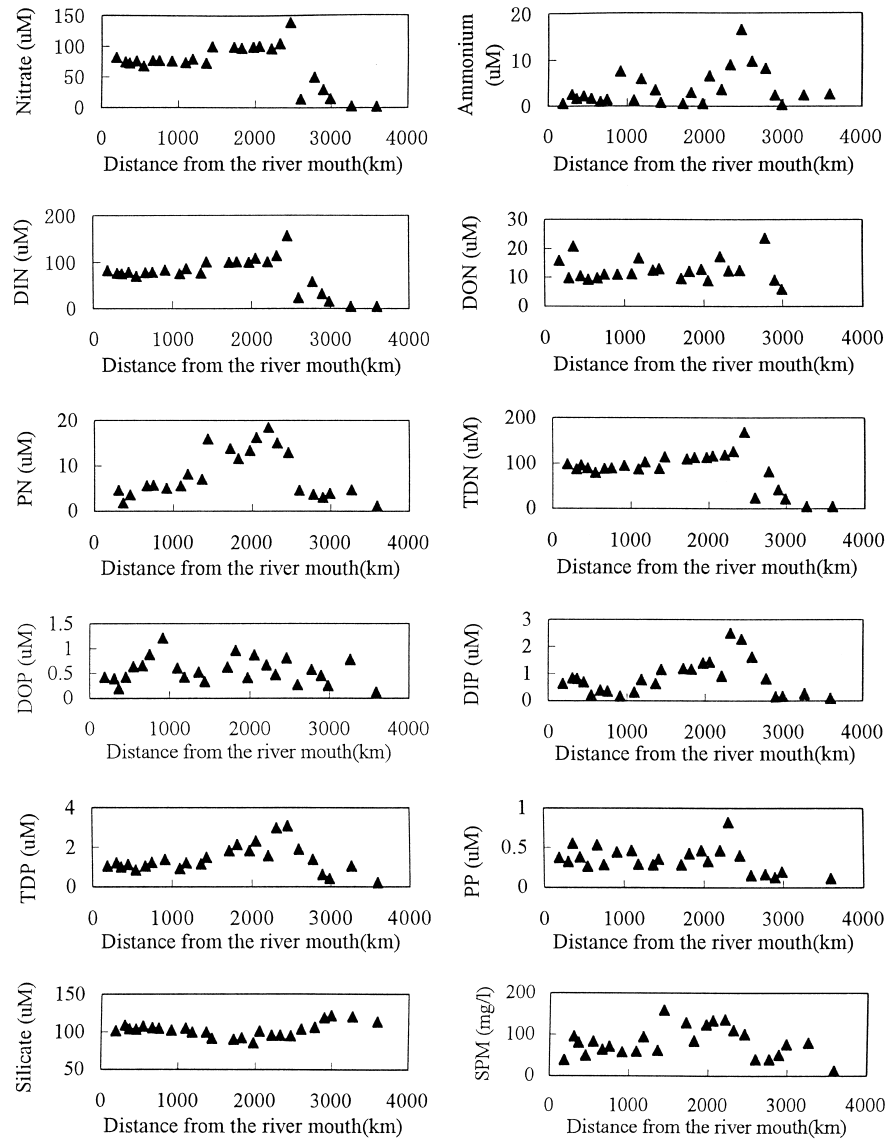 Nitrate (uM)
150
100
50
0
0 1000 2000 3000 4000
Distance from the river mouth(km)
Ammonium
(uM)
20
10
0
0 1000 2000 3000 4000
Distance from the river mouth(km)
DIN (uM)
200
100
0
0 1000 2000 3000 4000
Distance from the river mouth(km)
DON (uM)
30
20
10
0
0 1000 2000 3000 4000
Distance from the river mouth(km)
PN (uM)
20
10
0
0 1000 2000 3000 4000
Distance from the river mouth(km)
TDN (uM)
200
100
0
0 1000 2000 3000 4000
Distance from the river mouth(km)
DOP (uM)
1.5
1
0.5
0
0 1000 2000 3000 4000
Distance from the river mouth(km)
DIP (uM)
3
2
1
0
0 1000 2000 3000 4000
Distance from the river mouth(km)
TDP (uM)
4
2
0
0 1000 2000 3000 4000
Distance from the river mouth(km)
PP (uM)
1
0.5
0
0 1000 2000 3000 4000
Distance from the river mouth(km)
Silicate (uM)
150
100
50
0 1000 2000 3000 4000
Distance from the river mouth(km)
SPM (mg/l)
200
100
0
0 1000 2000 3000 4000
Distance from the river mouth(km)